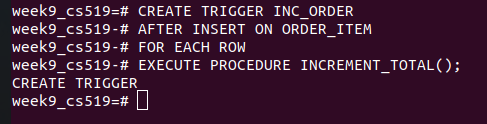 week9_cs519=# CREATE TRIGGER INC_ORDER
week9_cs519-# AFTER INSERT ON ORDER_ITEM
week9_cs519-# FOR EACH ROW
week9_cs519-# EXECUTE PROCEDURE INCREMENT_TOTAL();
CREATE TRIGGER
week9_cs519=#